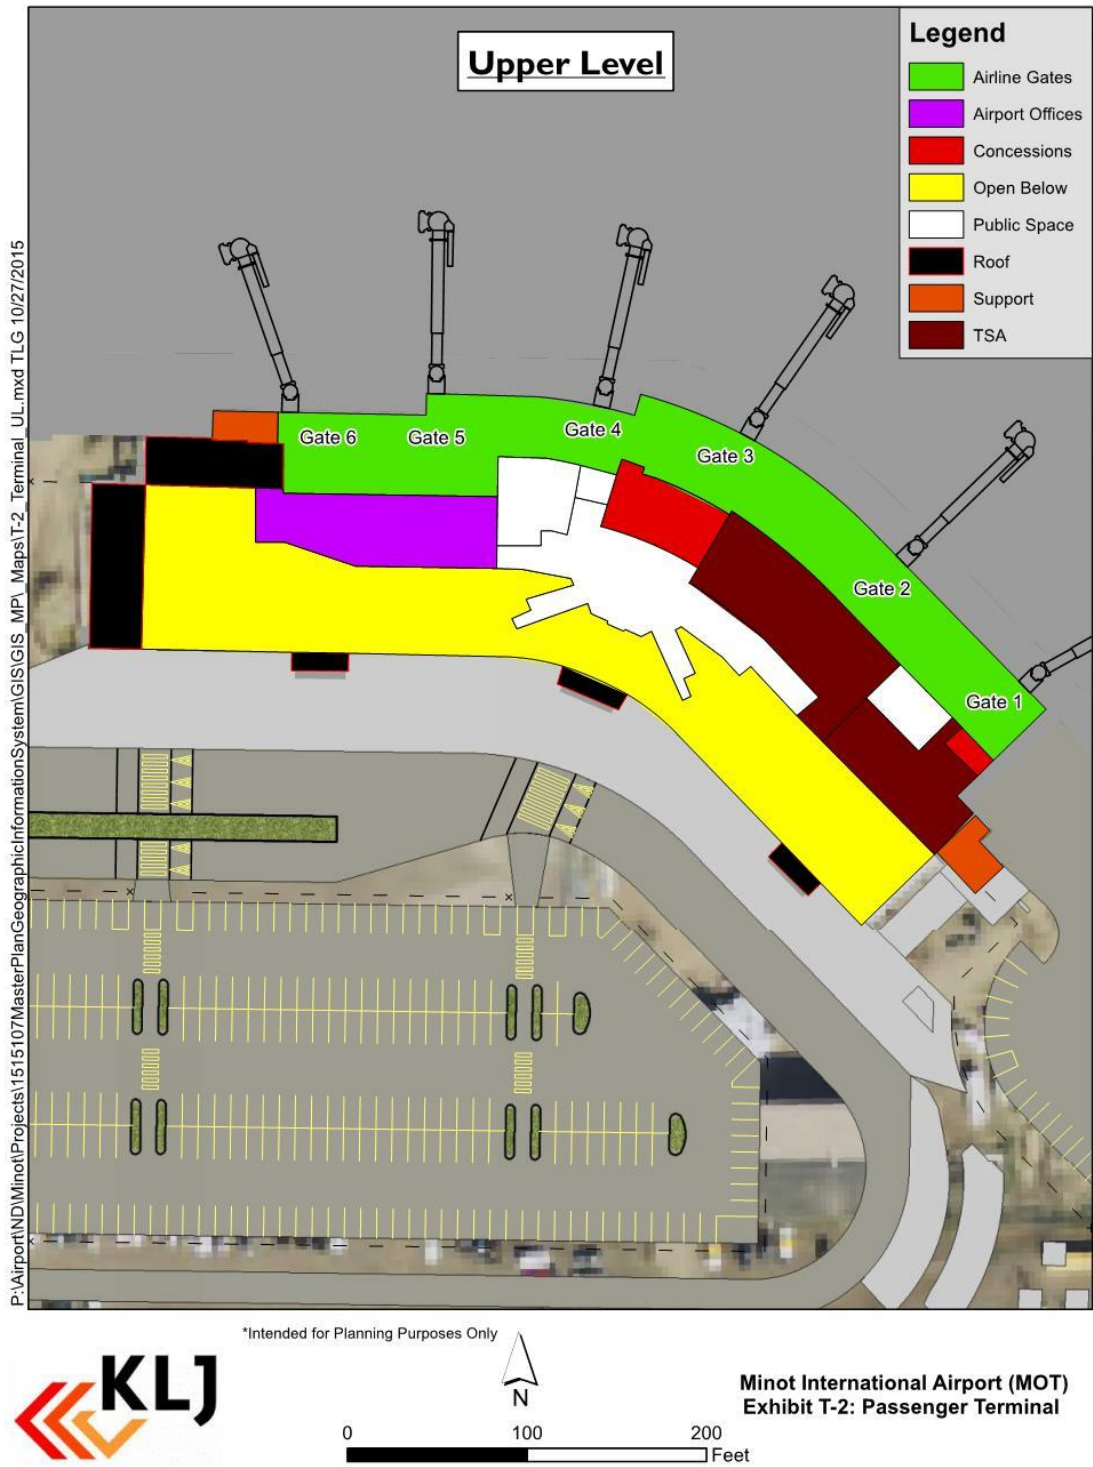 Upper Level
Legend
Airline Gates
Airport Offices
Concessions
Open Below
Public Space
Roof
Support
TSA
Gate 6
Gate 5
Gate 4
Gate 3
Gate 2
Gate 1
P:\Airport\ND\Minot\Projects\1515107MasterPlanGeographicInformationSystem\GIS\GIS_MP\_Maps\T-2_Terminal_UL.mxd TLG 10/27/2015
*Intended for Planning Purposes Only
KLJ
N
0 100 200
Feet
Minot International Airport (MOT)
Exhibit T-2: Passenger Terminal